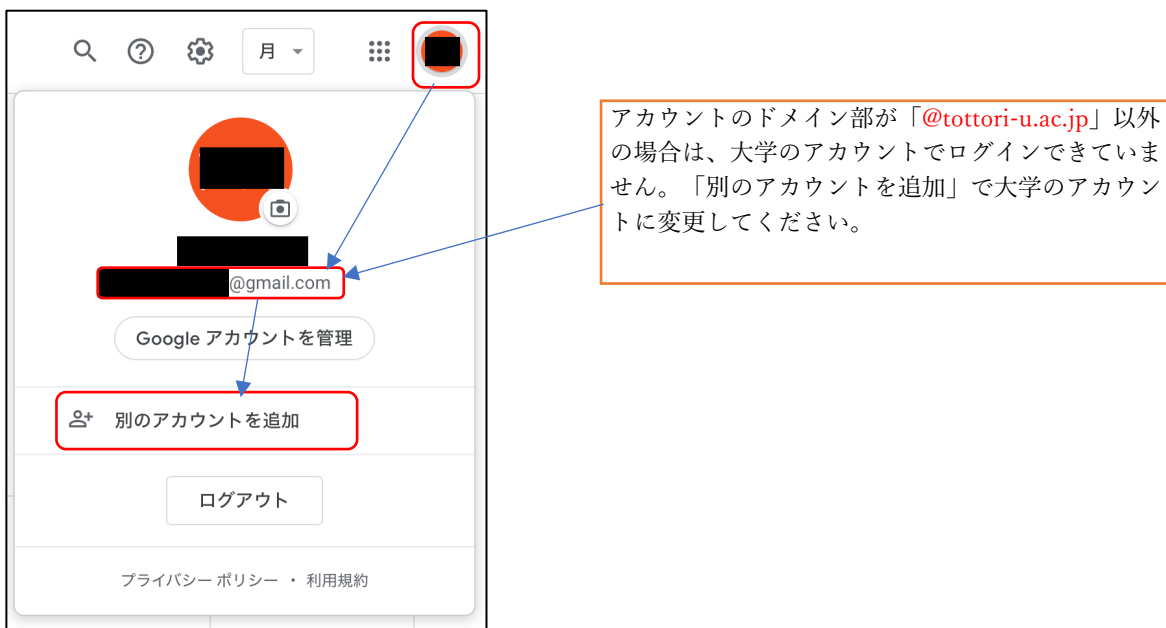 月
アカウントのドメイン部が「@tottori-u.ac.jp」以外
の場合は、大学のアカウントでログインできていま
せん。「別のアカウントを追加」で大学のアカウン
トに変更してください。
@gmail.com
Google アカウントを管理
別のアカウントを追加
ログアウト
プライバシー ポリシー ・ 利用規約